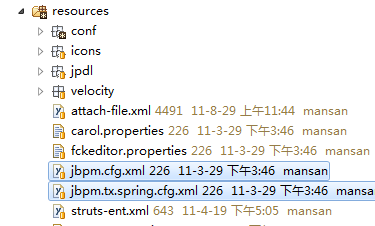 resources
conf
icons
jpdl
velocity
attach-file.xml 4491 11-8-29 上午11:44 mansan
carol.properties 226 11-3-29 下午3:46 mansan
fckeditor.properties 226 11-3-29 下午3:46 mansan
jbpm.cfg.xml 226 11-3-29 下午3:46 mansan
jbpm.tx.spring.cfg.xml 226 11-3-29 下午3:46 mansa
struts-ent.xml 643 11-4-19 下午5:05 mansan